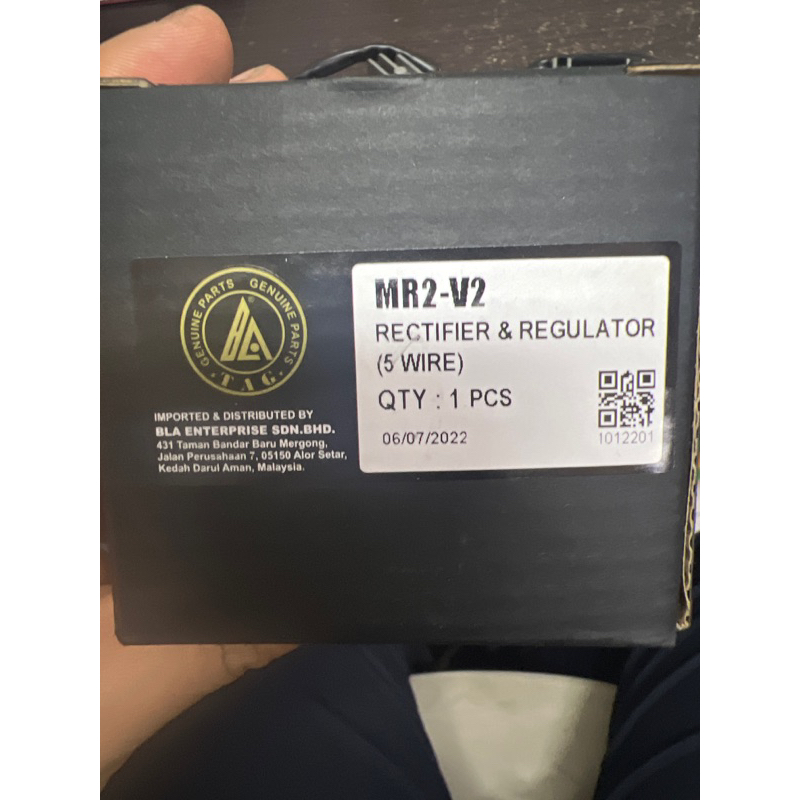 GENUINE PARTS GENUINE PARTS
BLA
®
· T A G ·
IMPORTED & DISTRIBUTED BY
BLA ENTERPRISE SDN.BHD.
431 Taman Bandar Baru Mergong,
Jalan Perusahaan 7, 05150 Alor Setar,
Kedah Darul Aman, Malaysia.
MR2-V2
RECTIFIER & REGULATOR
(5 WIRE)
QTY : 1 PCS
06/07/2022
1012201